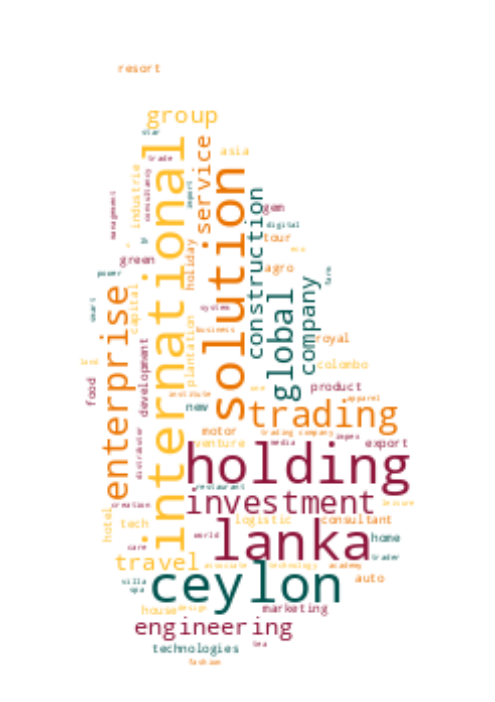 resort
group
star
trade
service
asia
industrie
consultancy
import
management
international
solution
construction
gem
digital
tour
eco
green
holiday
agro
power
farm
smart
capital
enterprise
global
company
system
business
plantation
royal
land
development
colombo
food
one
product
institute
apparel
new
trading
motor
trading company
impex
venture
media
export
distributor
holding
restaurant
creation
investment
leisure
hotel
tech
logistic
consultant
lanka
world
home
care
travel
associate
technology
academy
trader
villa
ceylon
auto
spa
house
design
marketing
engineering
tea
technologies
fashion